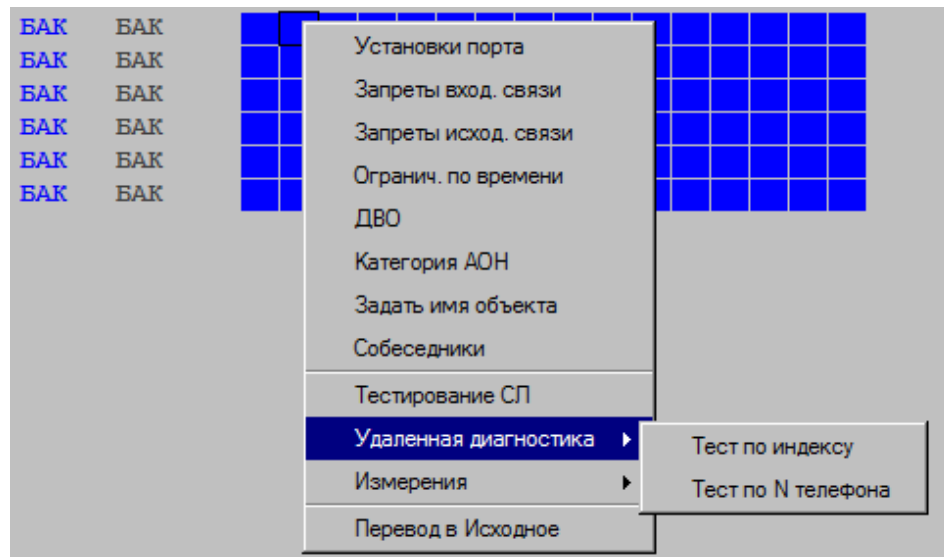 БАК БАК
БАК БАК
БАК БАК
БАК БАК
БАК БАК
БАК БАК
Установки порта
Запреты вход. связи
Запреты исход. связи
Огранич. по времени
ДВО
Категория АОН
Задать имя объекта
Собеседники
Тестирование СЛ
Удаленная диагностика
Тест по индексу
Тест по N телефона
Измерения
Перевод в Исходное